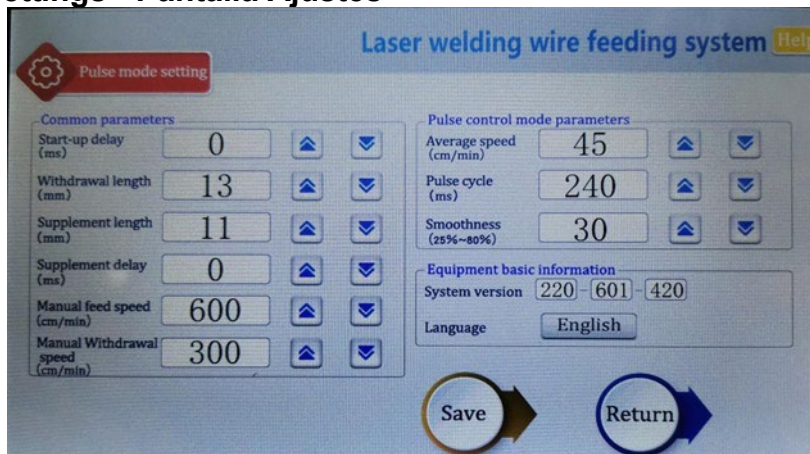 Pantalla Ajustes
Laser welding wire feeding system Help
Pulse mode setting
Common parameters
Start-up delay
(ms)
0
Withdrawal length
(mm)
13
Supplement length
(mm)
11
Supplement delay
(ms)
0
Manual feed speed
(cm/min)
600
Manual Withdrawal
speed
(cm/min)
300
Pulse control mode parameters
Average speed
(cm/min)
45
Pulse cycle
(ms)
240
Smoothness
(25%~80%)
30
Equipment basic information
System version 220-601-420
Language English
Save
Return